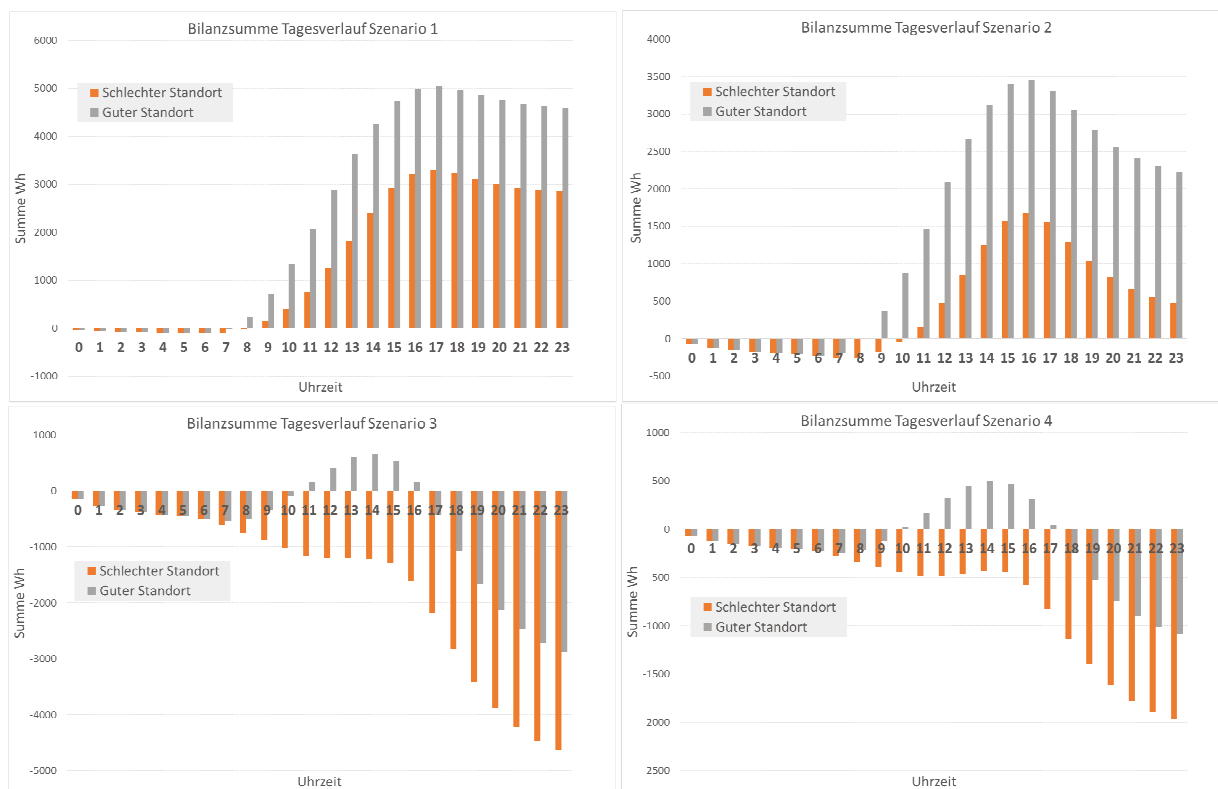 Bilanzsumme Tagesverlauf Szenario 1
6000
5000
4000
3000
2000
1000
0
-1000
Summe Wh
Schlechter Standort
Guter Standort
0 1 2 3 4 5 6 7 8 9 10 11 12 13 14 15 16 17 18 19 20 21 22 23
Uhrzeit
Bilanzsumme Tagesverlauf Szenario 2
4000
3500
3000
2500
2000
1500
1000
500
0
-500
Summe Wh
Schlechter Standort
Guter Standort
0 1 2 3 4 5 6 7 8 9 10 11 12 13 14 15 16 17 18 19 20 21 22 23
Uhrzeit
Bilanzsumme Tagesverlauf Szenario 3
1000
0
-1000
-2000
-3000
-4000
-5000
Summe Wh
0 1 2 3 4 5 6 7 8 9 10 11 12 13 14 15 16 17 18 19 20 21 22 23
Schlechter Standort
Guter Standort
Uhrzeit
Bilanzsumme Tagesverlauf Szenario 4
1000
500
0
500
1000
1500
2000
2500
Summe Wh
0 1 2 3 4 5 6 7 8 9 10 11 12 13 14 15 16 17 18 19 20 21 22 23
Schlechter Standort
Guter Standort
Uhrzeit